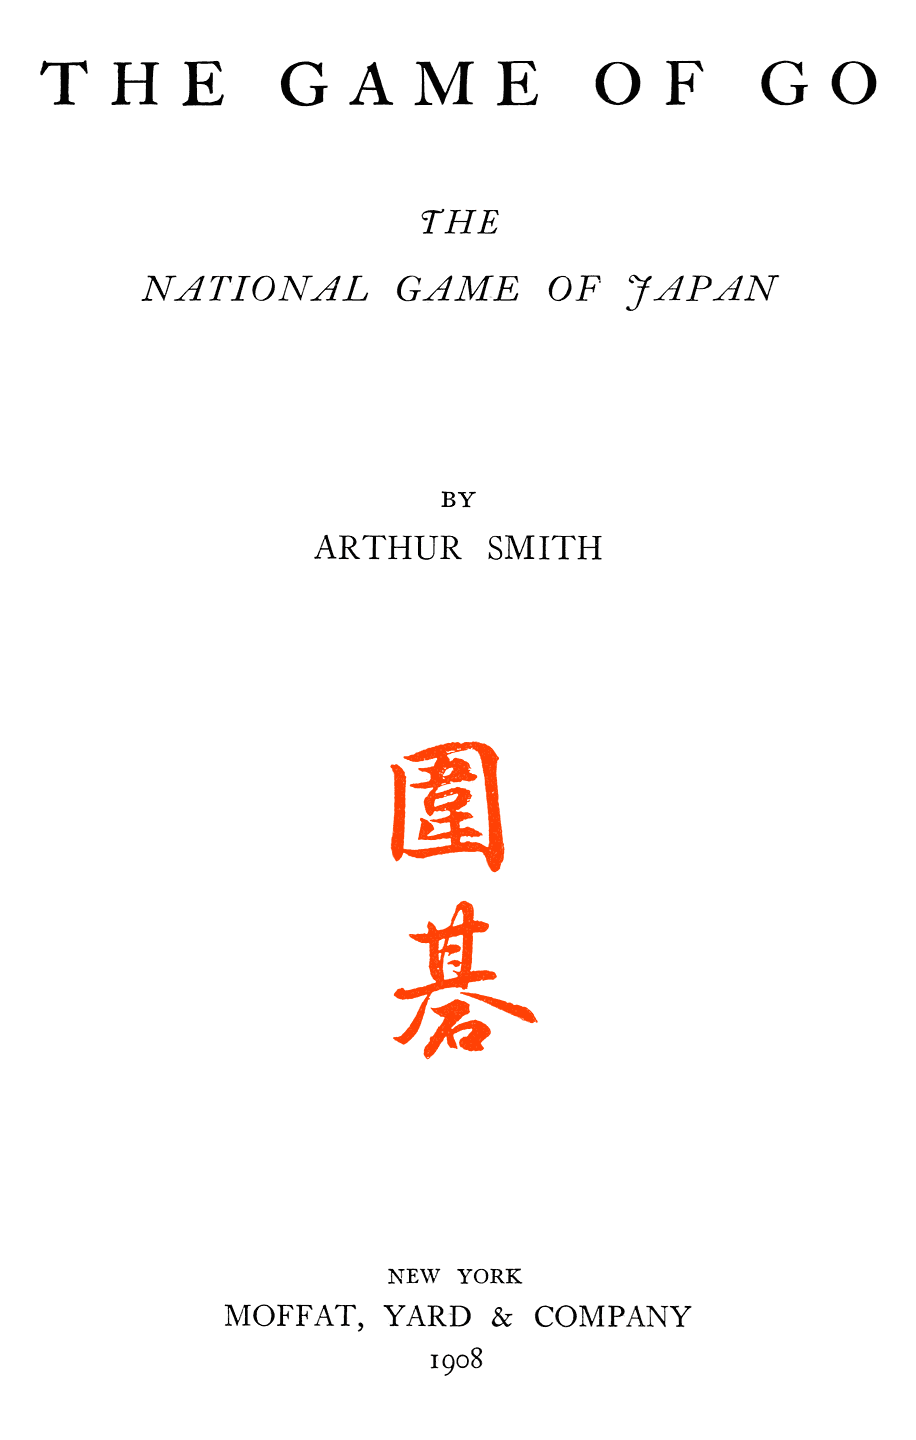 THE GAME OF GO
THE
NATIONAL GAME OF JAPAN
BY
ARTHUR SMITH
圍
碁
NEW YORK
MOFFAT, YARD & COMPANY
1908